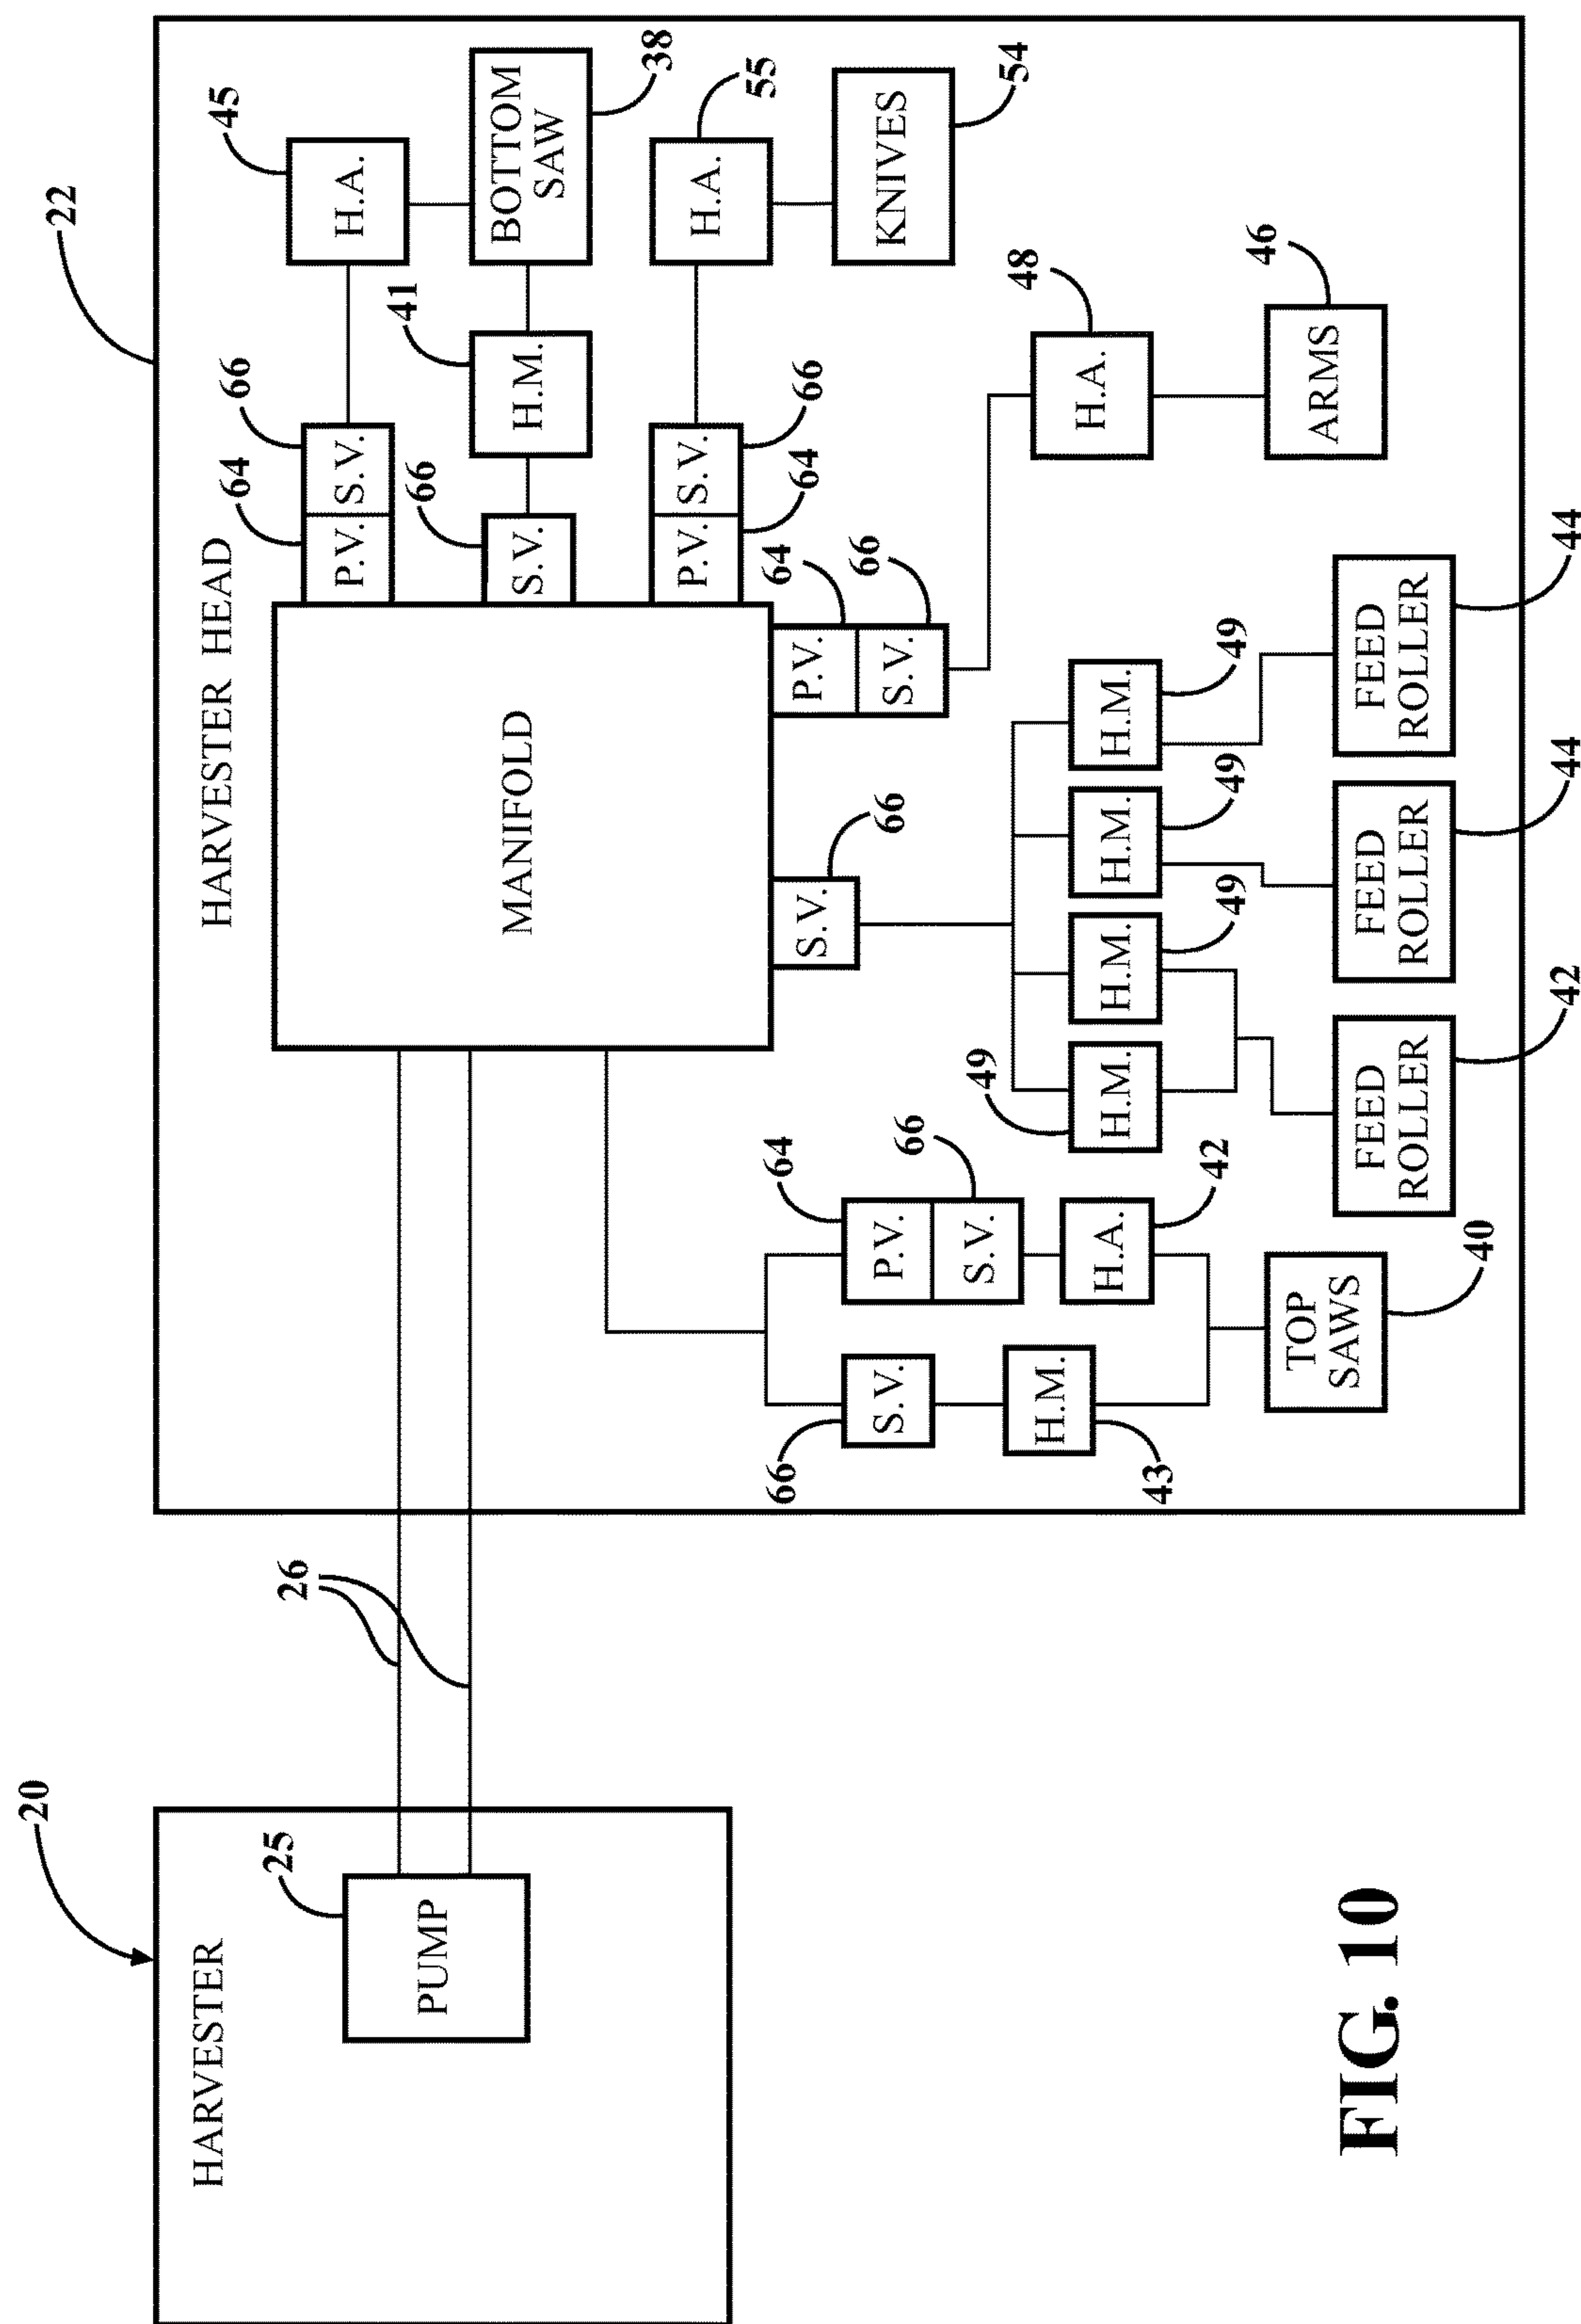 20
22
HARVESTER
HARVESTER HEAD
64
66
45
25
26
P.V.
S.V.
H.A.
PUMP
MANIFOLD
66
41
S.V.
H.M.
BOTTOM
SAW
38
P.V.
S.V.
H.A.
64
66
55
KNIVES
54
S.V.
66
P.V.
S.V.
64
66
66
S.V.
64
P.V.
S.V.
66
H.M.
43
H.A.
42
49
H.M.
H.M.
H.M.
H.M.
49
49
49
48
H.A.
ARMS
46
TOP
SAWS
40
FEED
ROLLER
42
FEED
ROLLER
44
FEED
ROLLER
44
FIG. 10